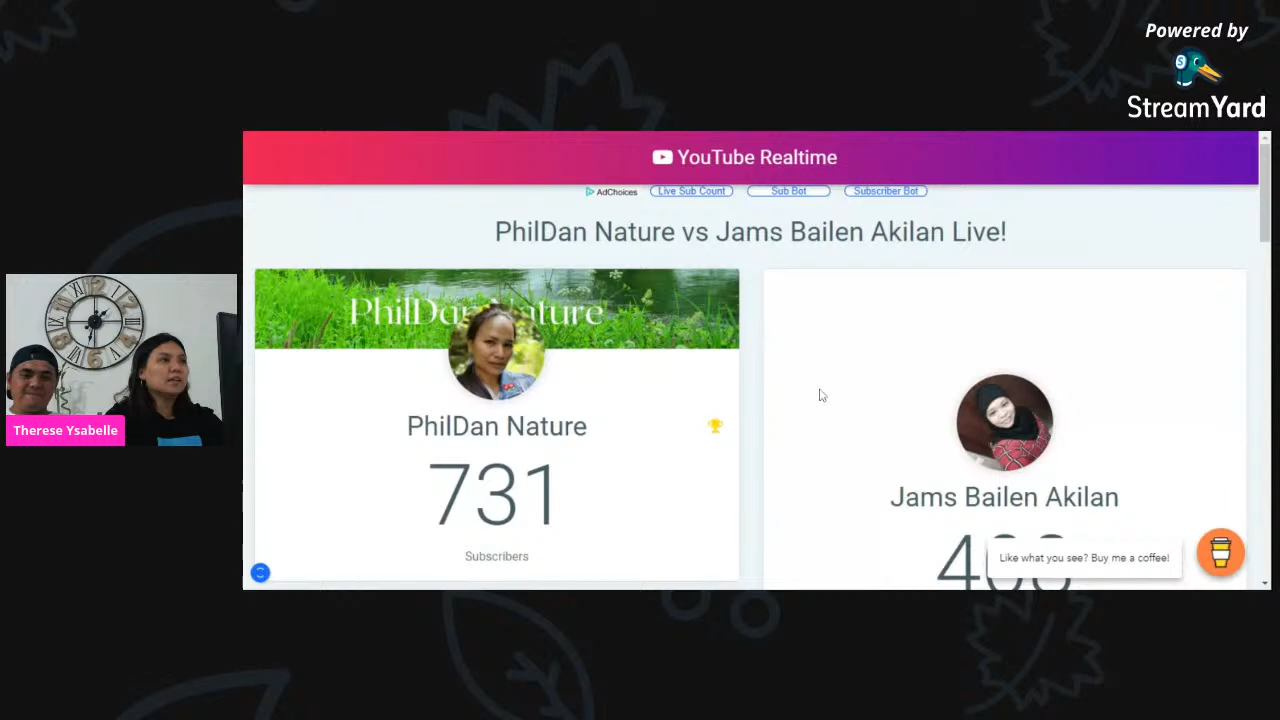 Powered by
StreamYard
YouTube Realtime
AdChoices
Live Sub Count
Sub Bot
Subscriber Bot
PhilDan Nature vs Jams Bailen Akilan Live!
PhilDan Nature
PhilDan Nature
731
Subscribers
Jams Bailen Akilan
Like what you see? Buy me a coffee!
Therese Ysabelle